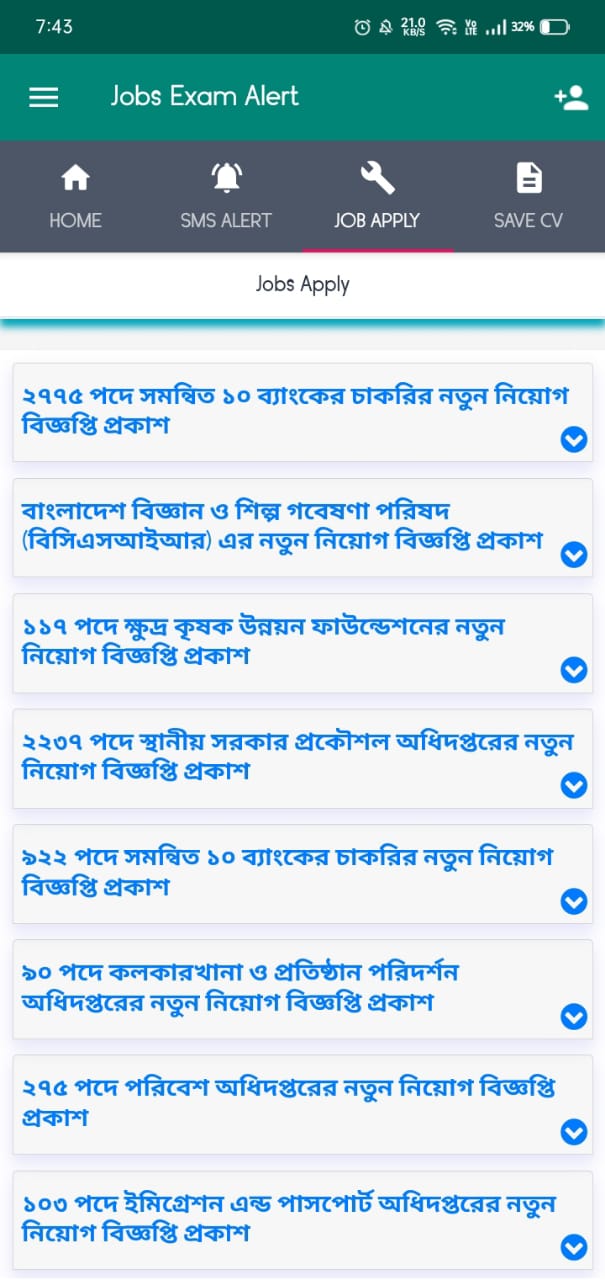 7:43
21.0 KB/S Vo LTE 32%
Jobs Exam Alert
HOME SMS ALERT JOB APPLY SAVE CV
Jobs Apply
২৭৭৫ পদে সমন্বিত ১০ ব্যাংকের চাকরির নতুন নিয়োগ
বিজ্ঞপ্তি প্রকাশ
বাংলাদেশ বিজ্ঞান ও শিল্প গবেষণা পরিষদ
(বিসিএসআইআর) এর নতুন নিয়োগ বিজ্ঞপ্তি প্রকাশ
১১৭ পদে ক্ষুদ্র কৃষক উন্নয়ন ফাউন্ডেশনের নতুন
নিয়োগ বিজ্ঞপ্তি প্রকাশ
২২৩৭ পদে স্থানীয় সরকার প্রকৌশল অধিদপ্তরের নতুন
নিয়োগ বিজ্ঞপ্তি প্রকাশ
৯২২ পদে সমন্বিত ১০ ব্যাংকের চাকরির নতুন নিয়োগ
বিজ্ঞপ্তি প্রকাশ
৯০ পদে কলকারখানা ও প্রতিষ্ঠান পরিদর্শন
অধিদপ্তরের নতুন নিয়োগ বিজ্ঞপ্তি প্রকাশ
২৭৫ পদে পরিবেশ অধিদপ্তরের নতুন নিয়োগ বিজ্ঞপ্তি
প্রকাশ
১০৩ পদে ইমিগ্রেশন এন্ড পাসপোর্ট অধিদপ্তরের নতুন
নিয়োগ বিজ্ঞপ্তি প্রকাশ